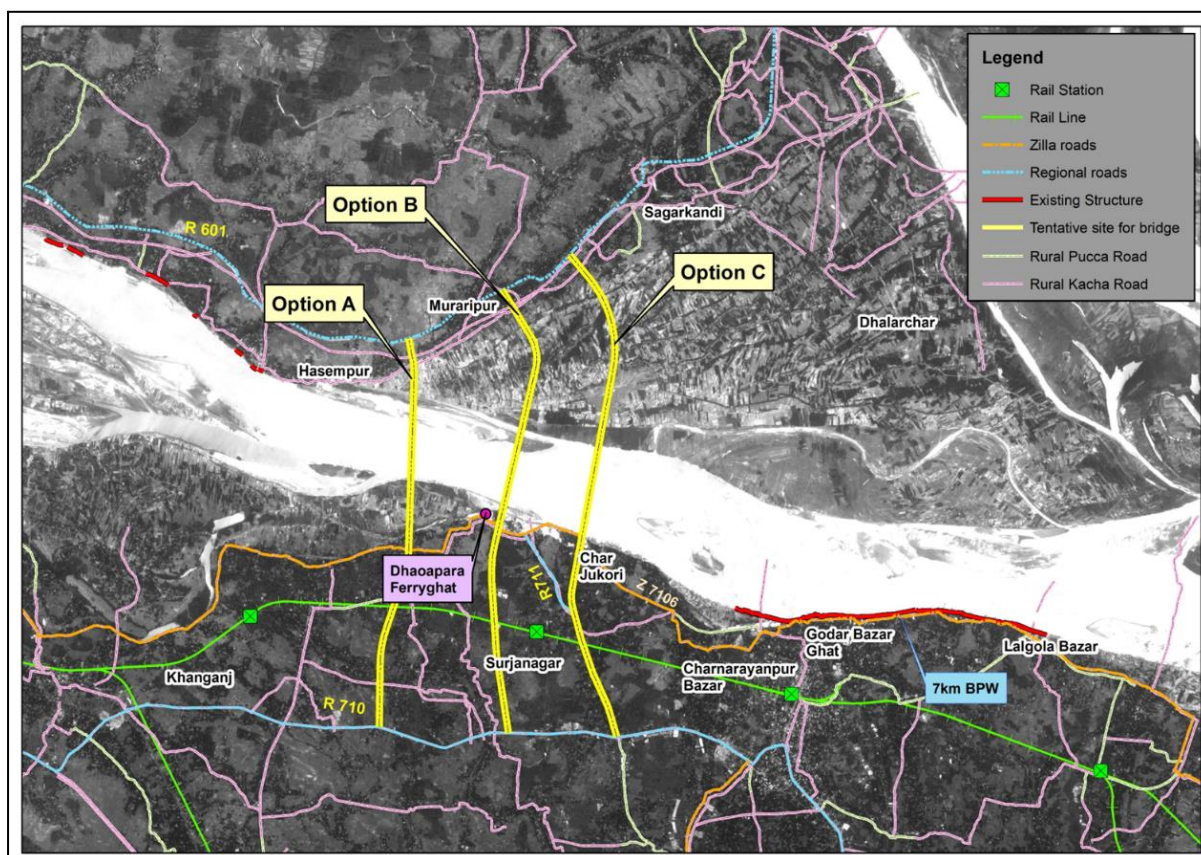 Legend
Rail Station
Rail Line
Zilla roads
Regional roads
Existing Structure
Tentative site for bridge
Rural Pucca Road
Rural Kacha Road
Option B
Sagarkandi
R 601
Option C
Option A
Muraripur
Dhalarchar
Hasempur
Dhaoapara
Ferryghat
R711
Char
Jukori
Z 7106
Godar Bazar
Ghat
Lalgola Bazar
Surjanagar
Khanganj
Charnarayanpur
Bazar
7km BPW
R 710